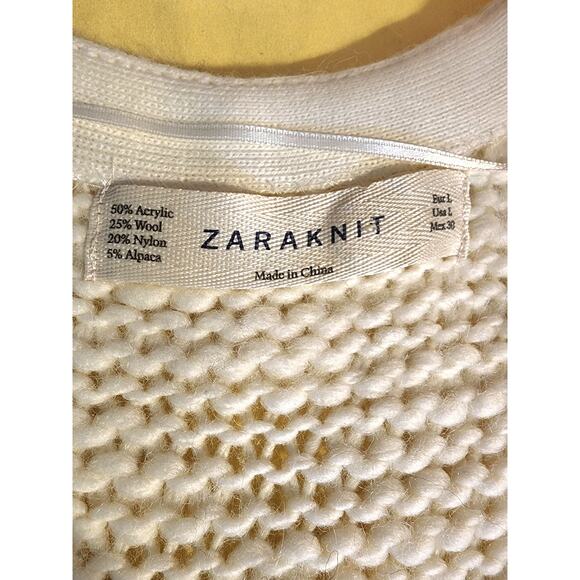 50% Acrylic
25% Wool
20% Nylon
5% Alpaca
ZARAKNIT
Eur L
Usa L
Mex 30
Made in China